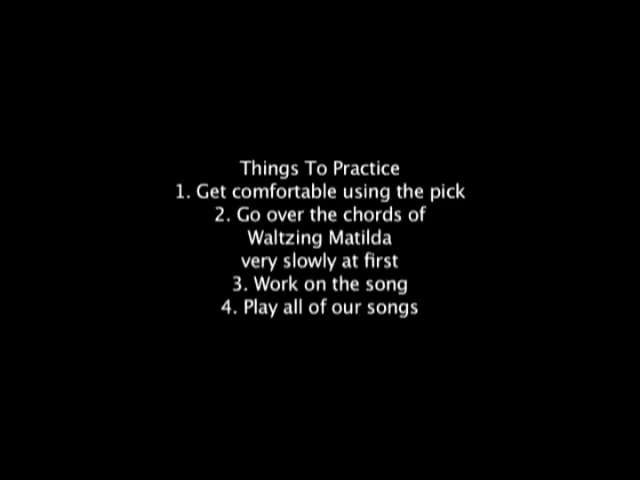 Things To Practice
1. Get comfortable using the pick
2. Go over the chords of
Waltzing Matilda
very slowly at first
3. Work on the song
4. Play all of our songs